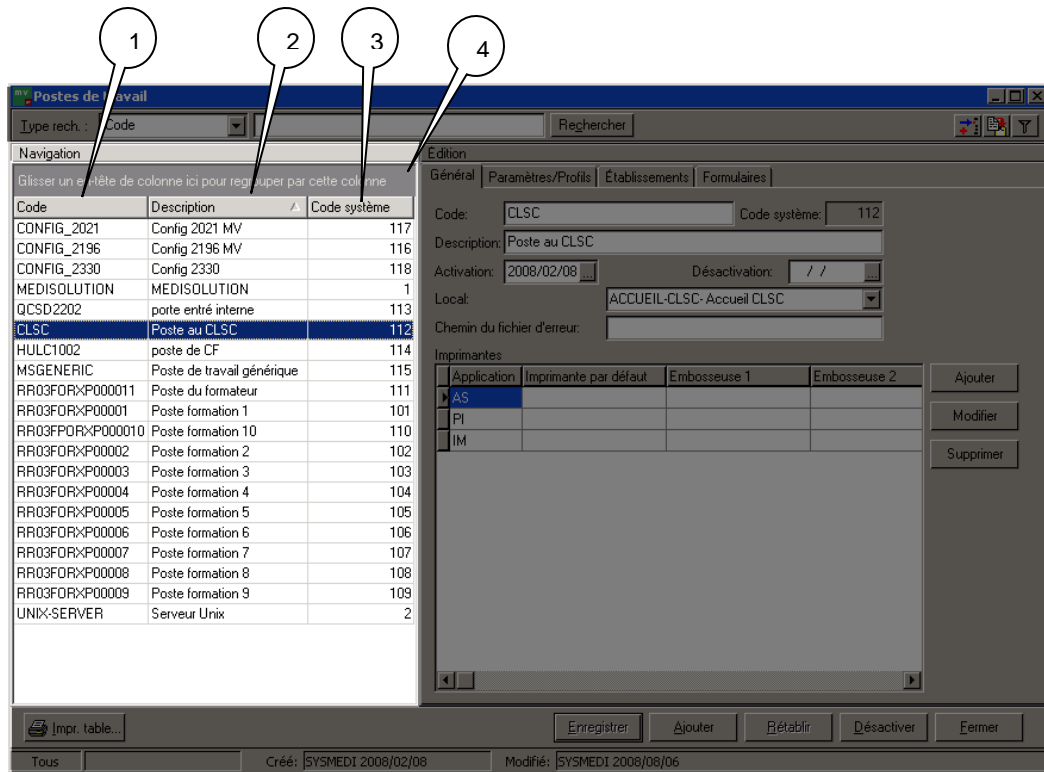 1
2
3
4
mv Postes de travail
Type rech. : Code Rechercher
Navigation
Édition
Glisser un en-tête de colonne ici pour regrouper par cette colonne
Général Paramètres/Profils Établissements Formulaires
Code Description Code système
CONFIG_2021 Config 2021 MV 117
CONFIG_2196 Config 2196 MV 116
CONFIG_2330 Config 2330 118
MEDISOLUTION MEDISOLUTION 1
QCSD2202 porte entré interne 113
CLSC Poste au CLSC 112
HULC1002 poste de CF 114
MSGENERIC Poste de travail générique 115
RR03FORXP000011 Poste du formateur 111
RR03FORXP00001 Poste formation 1 101
RR03FPORXP000010 Poste formation 10 110
RR03FORXP00002 Poste formation 2 102
RR03FORXP00003 Poste formation 3 103
RR03FORXP00004 Poste formation 4 104
RR03FORXP00005 Poste formation 5 105
RR03FORXP00006 Poste formation 6 106
RR03FORXP00007 Poste formation 7 107
RR03FORXP00008 Poste formation 8 108
RR03FORXP00009 Poste formation 9 109
UNIX-SERVER Serveur Unix 2
Code: CLSC Code système: 112
Description: Poste au CLSC
Activation: 2008/02/08 ... Désactivation: / / ...
Local: ACCUEIL-CLSC- Accueil CLSC
Chemin du fichier d'erreur:
Imprimantes
Application Imprimante par défaut Embosseuse 1 Embosseuse 2
AS
PI
IM
Ajouter
Modifier
Supprimer
Impr. table... Enregistrer Ajouter Rétablir Désactiver Fermer
Tous Créé: SYSMEDI 2008/02/08 Modifié: SYSMEDI 2008/08/06